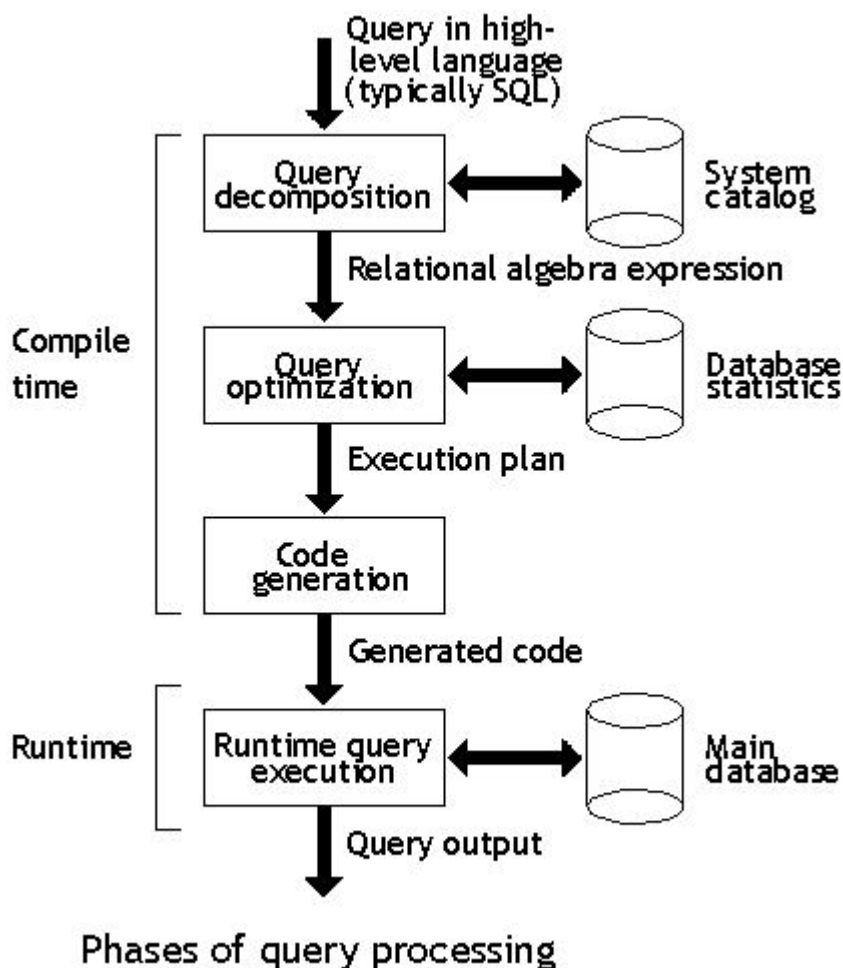 Query in high-
level language
(typically SQL)
Query
decomposition
System
catalog
Relational algebra expression
Compile
time
Query
optimization
Database
statistics
Execution plan
Code
generation
Generated code
Runtime
Runtime query
execution
Main
database
Query output
Phases of query processing